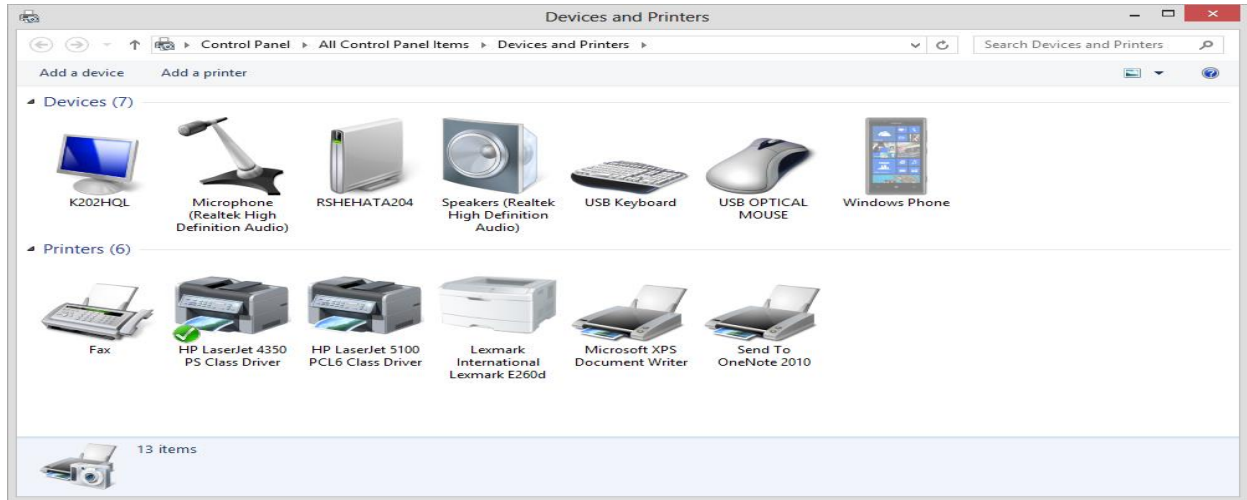 Devices and Printers
Control Panel ▸ All Control Panel Items ▸ Devices and Printers ▸
Search Devices and Printers
Add a device Add a printer
Devices (7)
K202HQL
Microphone
(Realtek High
Definition Audio)
RSHEHATA204
Speakers (Realtek
High Definition
Audio)
USB Keyboard
USB OPTICAL
MOUSE
Windows Phone
Printers (6)
Fax
HP LaserJet 4350
PS Class Driver
HP LaserJet 5100
PCL6 Class Driver
Lexmark
International
Lexmark E260d
Microsoft XPS
Document Writer
Send To
OneNote 2010
13 items